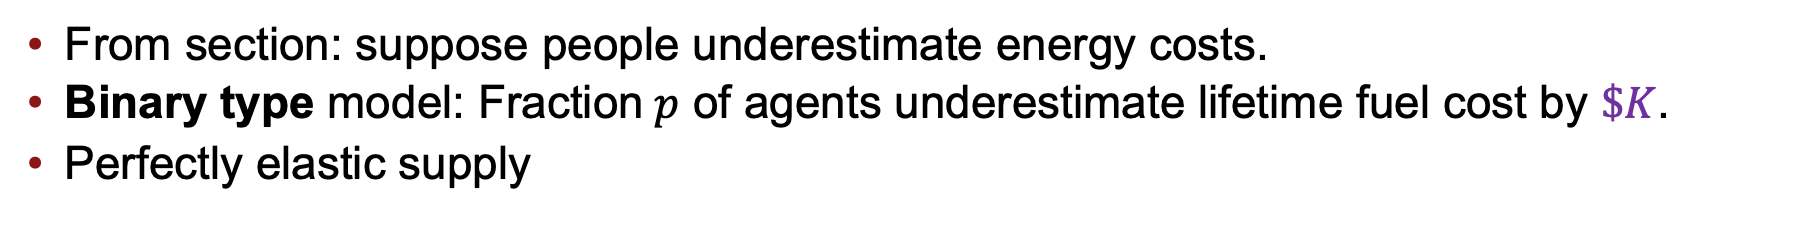 • From section: suppose people underestimate energy costs.
• Binary type model: Fraction p of agents underestimate lifetime fuel cost by $K.
• Perfectly elastic supply